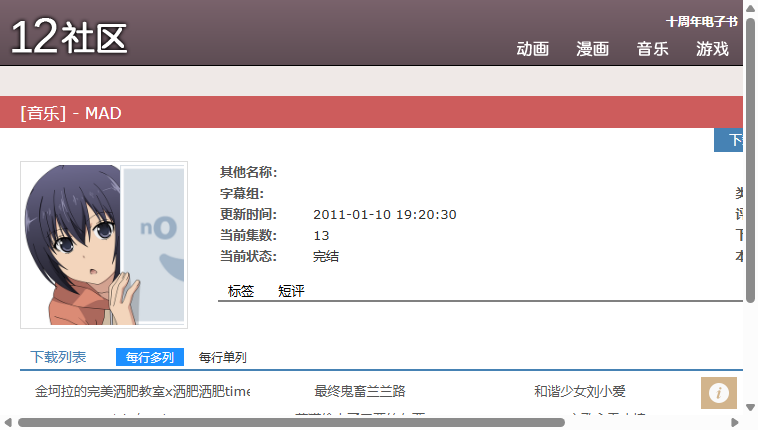 12社区
十周年电子书
动画 漫画 音乐 游戏
[音乐] - MAD
其他名称:
字幕组:
更新时间: 2011-01-10 19:20:30
当前集数: 13
当前状态: 完结
标签 短评
no
下载列表 每行多列 每行单列
金坷拉的完美洒肥教室x洒肥洒肥time 最终鬼畜兰兰路 和谐少女刘小爱